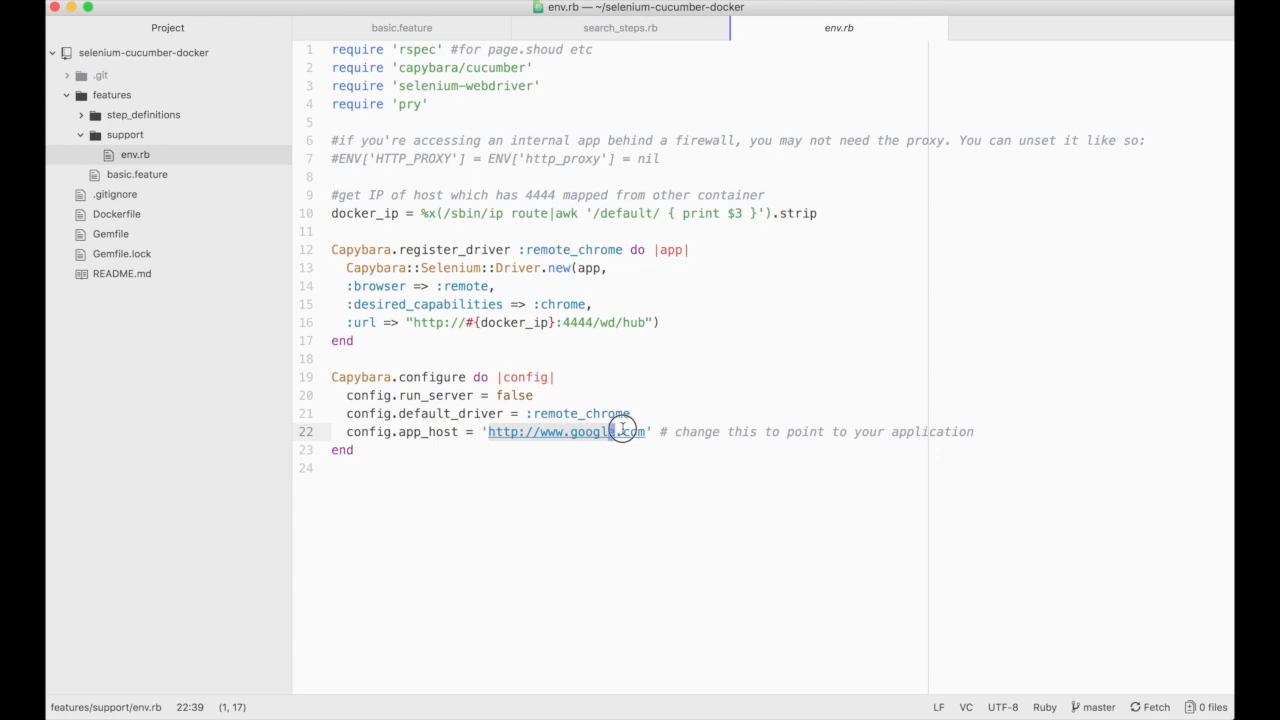 env.rb — ~/selenium-cucumber-docker
Project
basic.feature
search_steps.rb
env.rb
selenium-cucumber-docker
.git
features
step_definitions
support
env.rb
basic.feature
.gitignore
Dockerfile
Gemfile
Gemfile.lock
README.md
1 require 'rspec' #for page.shoud etc
2 require 'capybara/cucumber'
3 require 'selenium-webdriver'
4 require 'pry'
5
6 #if you're accessing an internal app behind a firewall, you may not need the proxy. You can unset it like so:
7 #ENV['HTTP_PROXY'] = ENV['http_proxy'] = nil
8
9 #get IP of host which has 4444 mapped from other container
10 docker_ip = %x(/sbin/ip route|awk '/default/ { print $3 }').strip
11
12 Capybara.register_driver :remote_chrome do |app|
13 Capybara::Selenium::Driver.new(app,
14 :browser => :remote,
15 :desired_capabilities => :chrome,
16 :url => "http://#{docker_ip}:4444/wd/hub")
17 end
18
19 Capybara.configure do |config|
20 config.run_server = false
21 config.default_driver = :remote_chrome
22 config.app_host = 'http://www.google.com' # change this to point to your application
23 end
24
features/support/env.rb 22:39 (1, 17) LF VC UTF-8 Ruby master Fetch 0 files